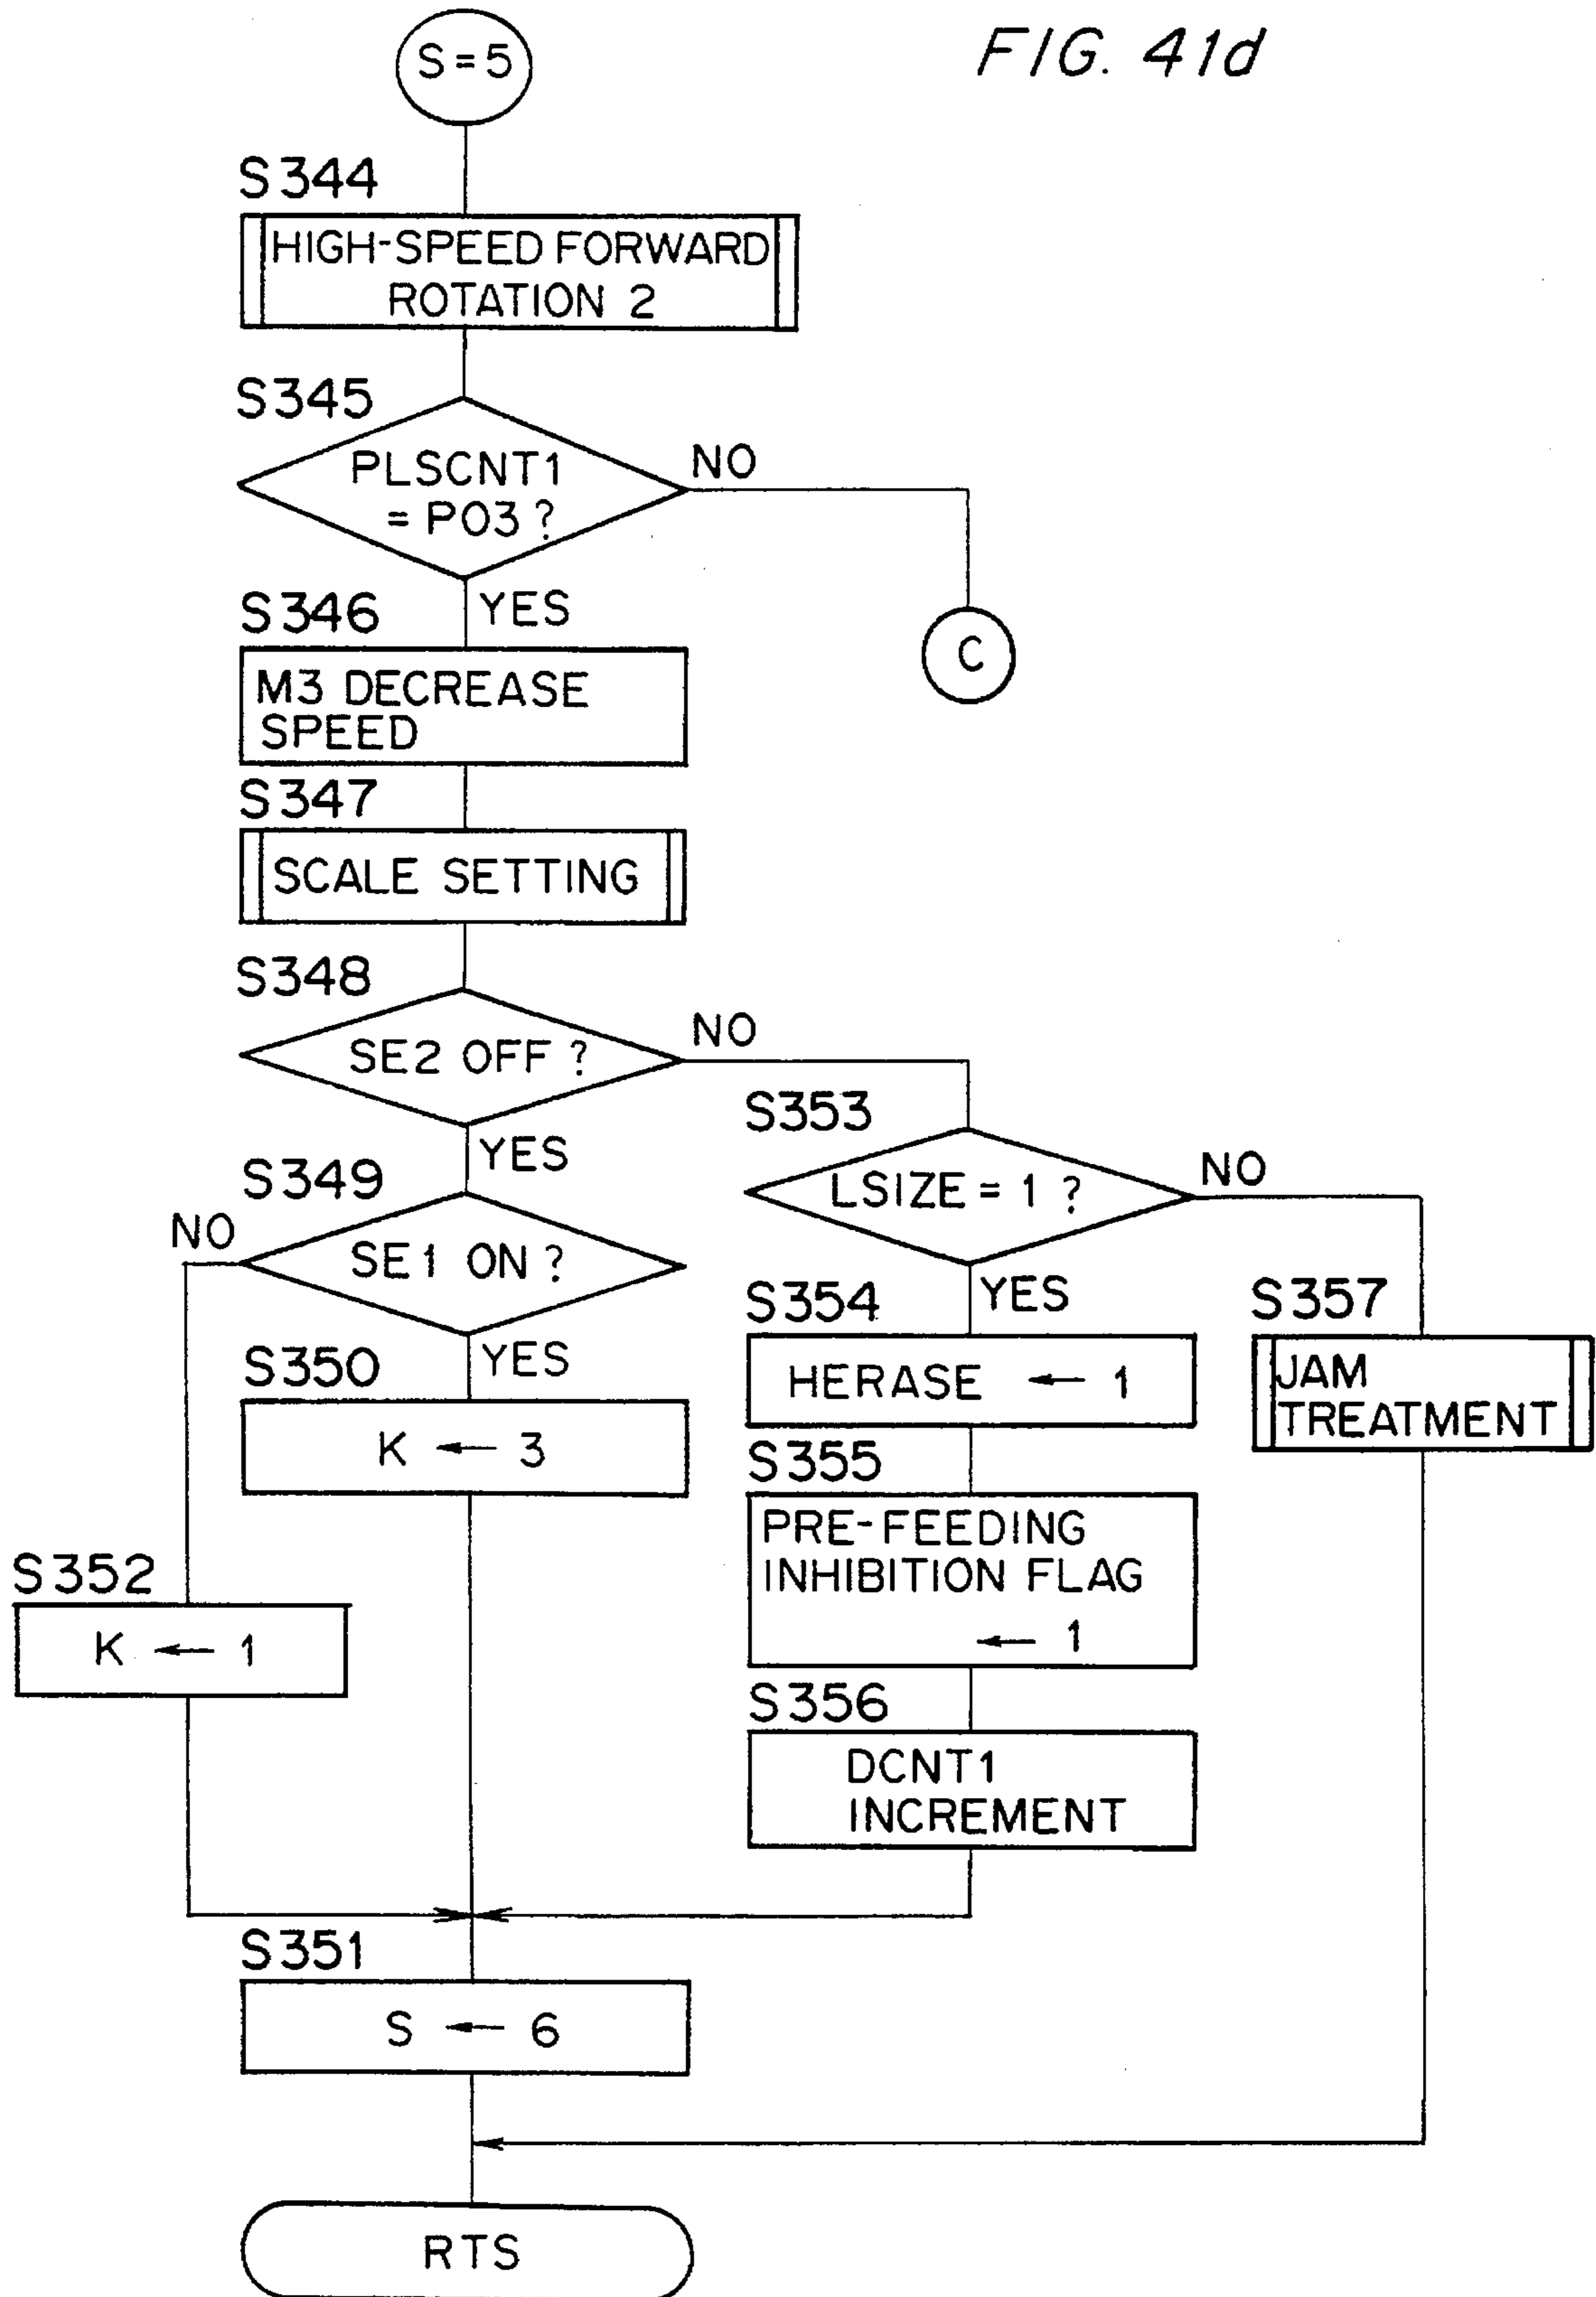 FIG. 41d
S=5
S344
HIGH-SPEED FORWARD
ROTATION 2
S345
PLSCNT1
= P03 ?
NO
C
YES
S346
M3 DECREASE
SPEED
S347
SCALE SETTING
S348
SE2 OFF ?
NO
YES
S349
SE1 ON ?
NO
YES
S350
K ← 3
S352
K ← 1
S353
LSIZE = 1 ?
NO
YES
S354
HERASE ← 1
S355
PRE-FEEDING
INHIBITION FLAG
← 1
S356
DCNT1
INCREMENT
S357
JAM
TREATMENT
S351
S ← 6
RTS